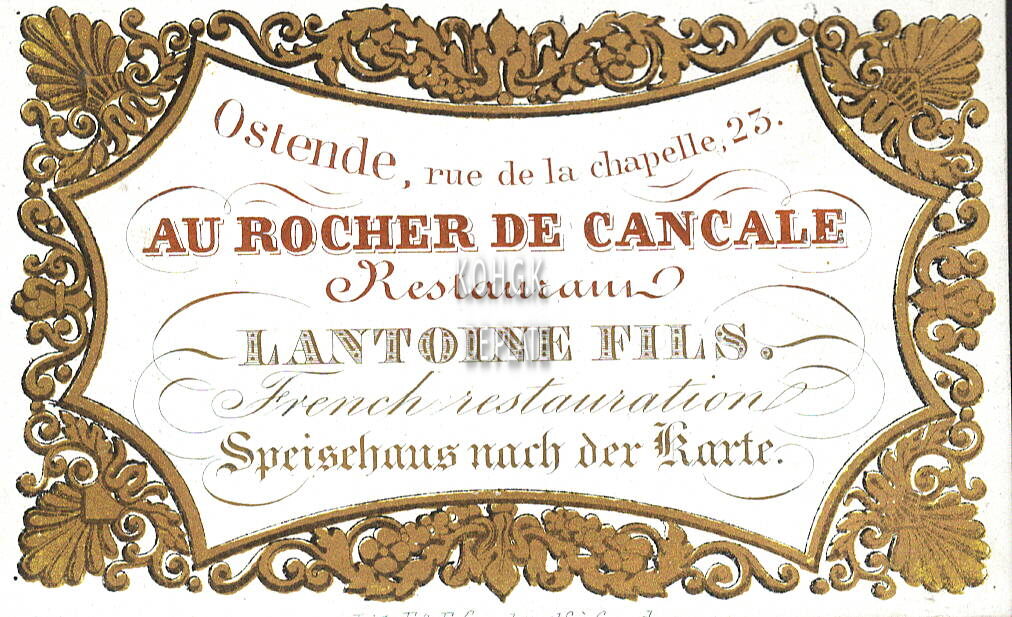 Ostende, rue de la chapelle, 23.
AU ROCHER DE CANCALE
Restaurant
KOHGK
LANTOINE FILS.
French restauration
Speisehaus nach der Karte.